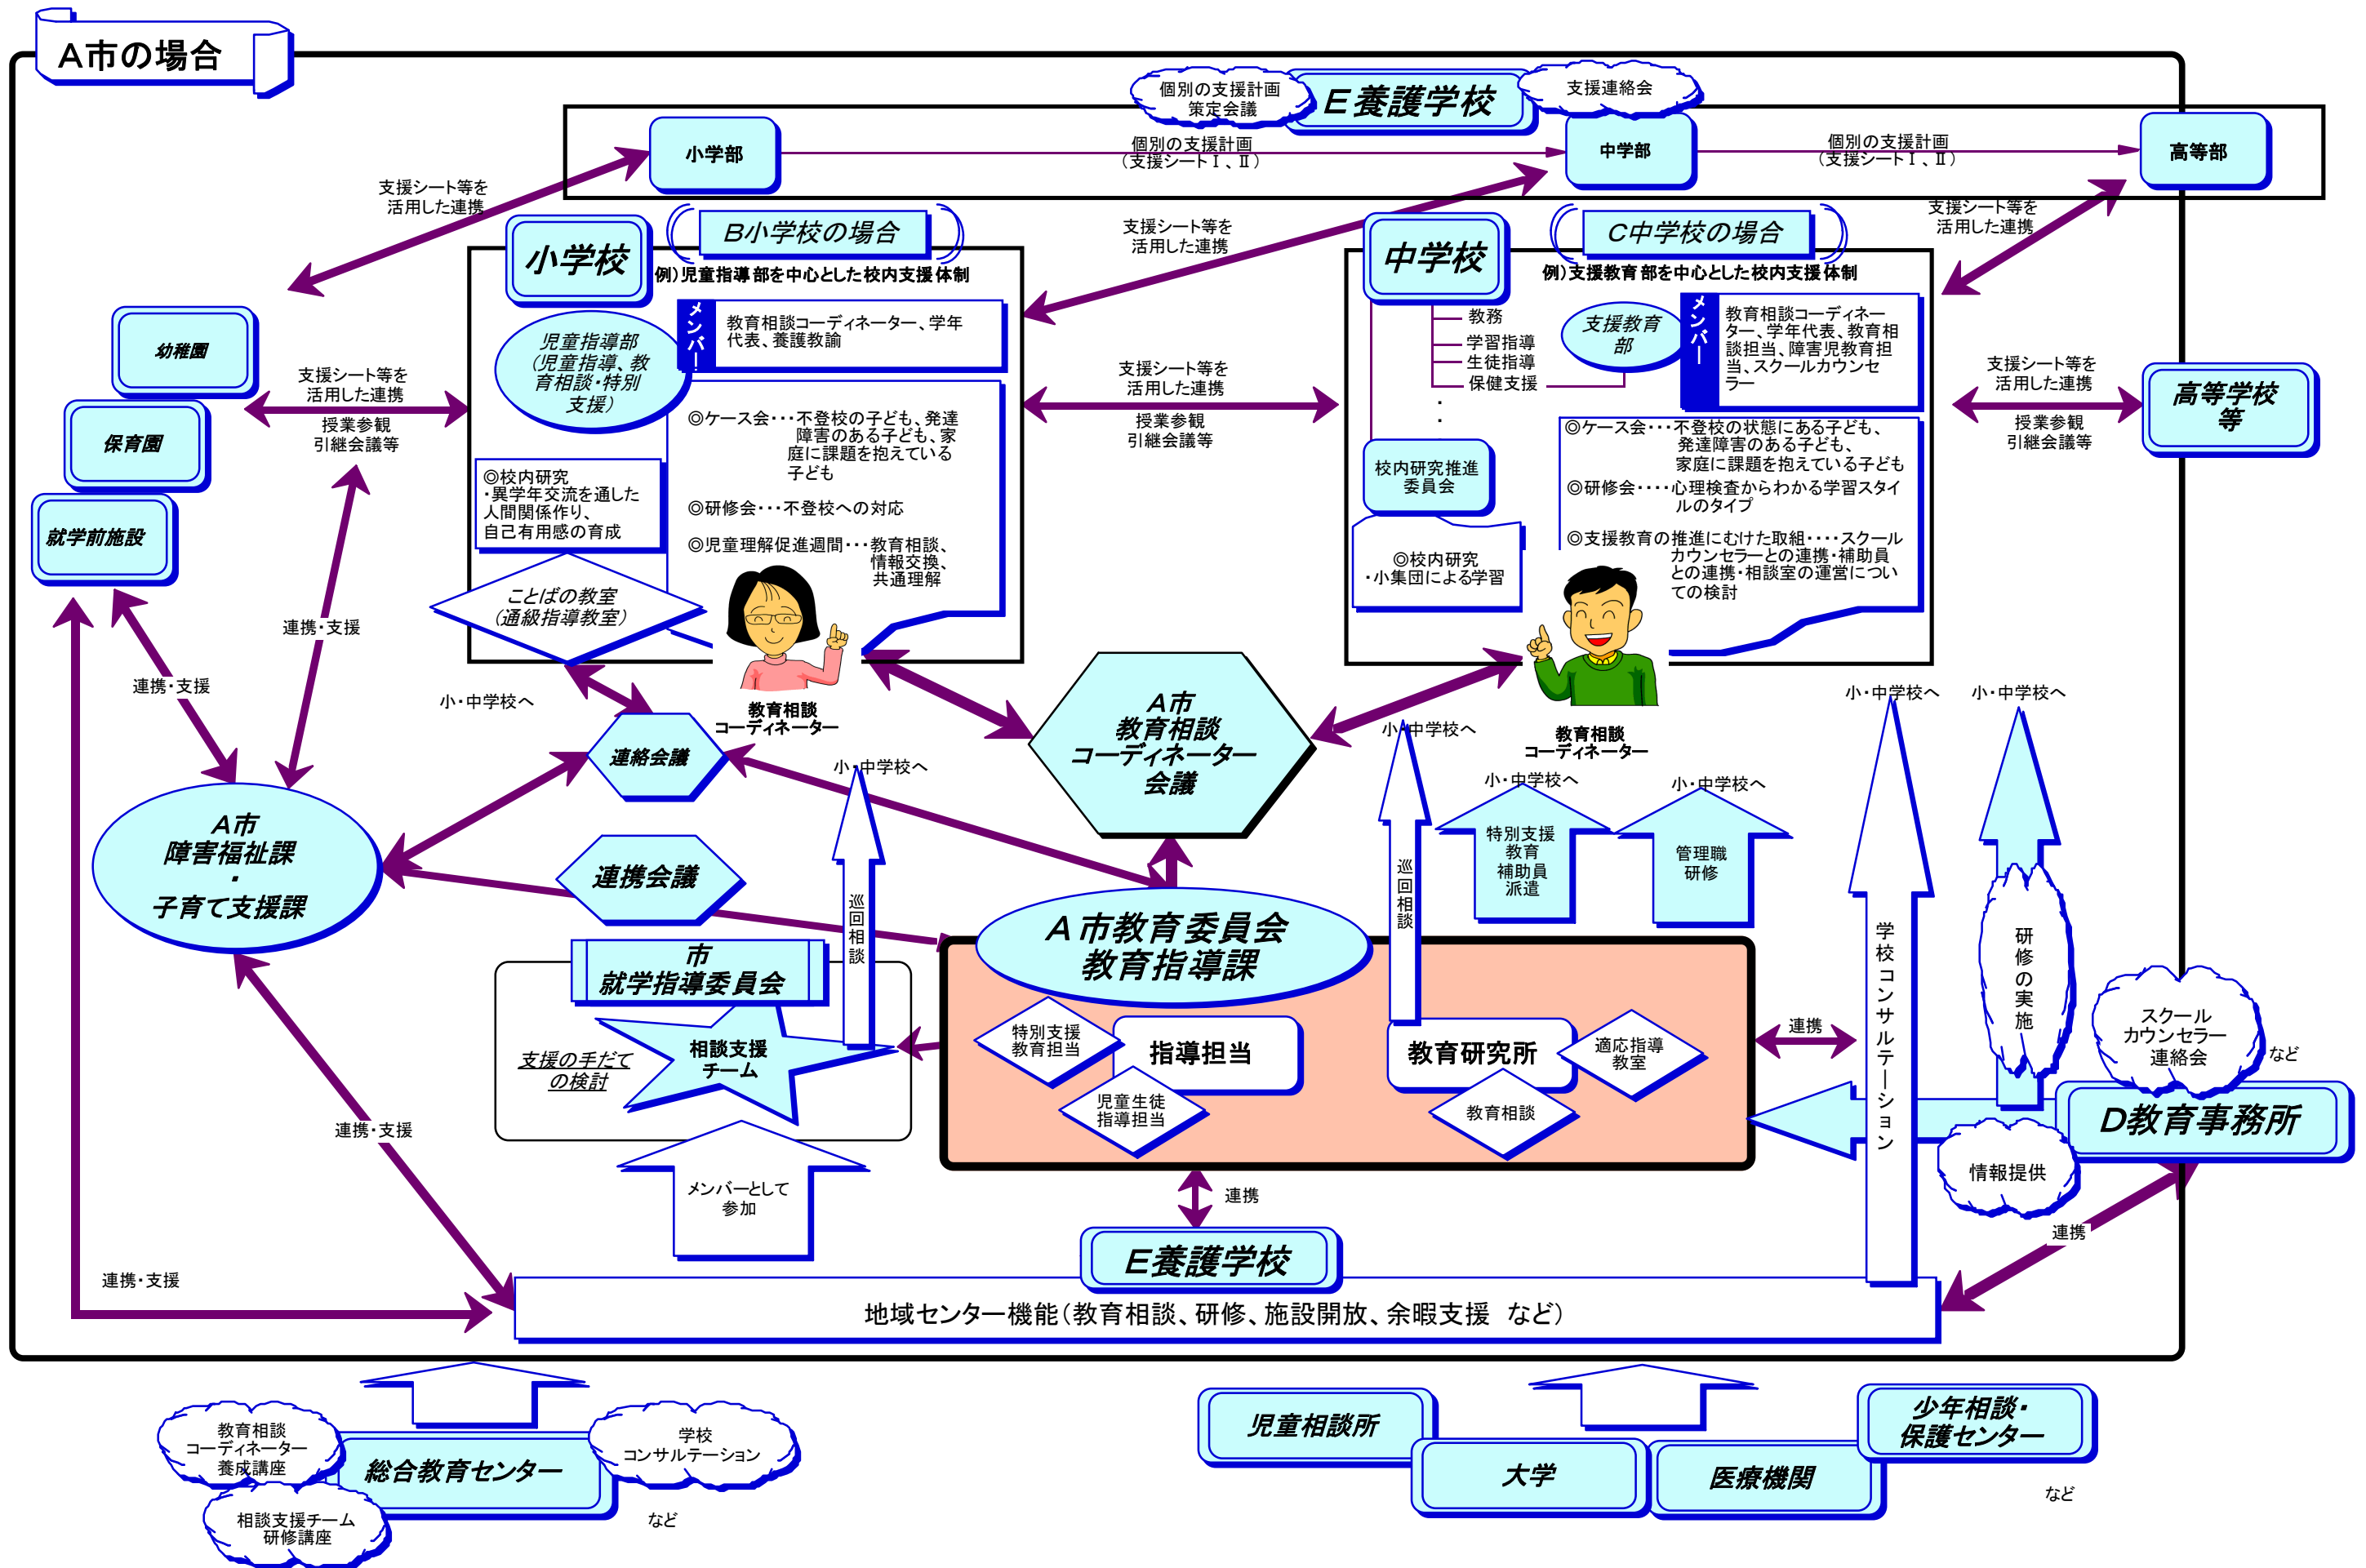 A市の場合
個別の支援計画
策定会議
E養護学校
支援連絡会
小学部
個別の支援計画
(支援シートⅠ、Ⅱ)
中学部
個別の支援計画
(支援シートⅠ、Ⅱ)
高等部
支援シート等を
活用した連携
支援シート等を
活用した連携
支援シート等を
活用した連携
小学校
B小学校の場合
例)児童指導部を中心とした校内支援体制
児童指導部
(児童指導、教
育相談・特別
支援)
メンバー
教育相談コーディネーター、学年
代表、養護教諭
◎ケース会・・・不登校の子ども、発達
障害のある子ども、家
庭に課題を抱えている
子ども
◎研修会・・・不登校への対応
◎児童理解促進週間・・・教育相談、
情報交換、
共通理解
◎校内研究
・異学年交流を通した
人間関係作り、
自己有用感の育成
ことばの教室
(通級指導教室)
教育相談
コーディネーター
中学校
C中学校の場合
例)支援教育部を中心とした校内支援体制
教務
学習指導
生徒指導
保健支援
・
・
支援教育
部
メンバー
教育相談コーディネー
ター、学年代表、教育相
談担当、障害児教育担
当、スクールカウンセ
ラー
◎ケース会・・・不登校の状態にある子ども、
発達障害のある子ども、
家庭に課題を抱えている子ども
◎研修会・・・・心理検査からわかる学習スタイ
ルのタイプ
◎支援教育の推進にむけた取組・・・・スクール
カウンセラーとの連携・補助員
との連携・相談室の運営につい
ての検討
校内研究推進
委員会
◎校内研究
・小集団による学習
教育相談
コーディネーター
幼稚園
保育園
就学前施設
支援シート等を
活用した連携
授業参観
引継会議等
支援シート等を
活用した連携
授業参観
引継会議等
支援シート等を
活用した連携
授業参観
引継会議等
高等学校
等
連携・支援
連携・支援
小・中学校へ
連絡会議
A市
教育相談
コーディネーター
会議
小・中学校へ
小・中学校へ
小・中学校へ
小・中学校へ
小・中学校へ
小・中学校へ
A市
障害福祉課
・
子育て支援課
連携会議
巡回相談
巡回相談
特別支援
教育
補助員
派遣
管理職
研修
学校コンサルテーション
研修の実施
A市教育委員会
教育指導課
市
就学指導委員会
相談支援
チーム
支援の手だて
の検討
特別支援
教育担当
指導担当
児童生徒
指導担当
教育研究所
適応指導
教室
教育相談
連携
スクール
カウンセラー
連絡会
など
D教育事務所
情報提供
連携
連携・支援
メンバーとして
参加
連携
E養護学校
連携・支援
地域センター機能(教育相談、研修、施設開放、余暇支援 など)
教育相談
コーディネーター
養成講座
総合教育センター
学校
コンサルテーション
相談支援チーム
研修講座
など
児童相談所
大学
医療機関
少年相談・
保護センター
など